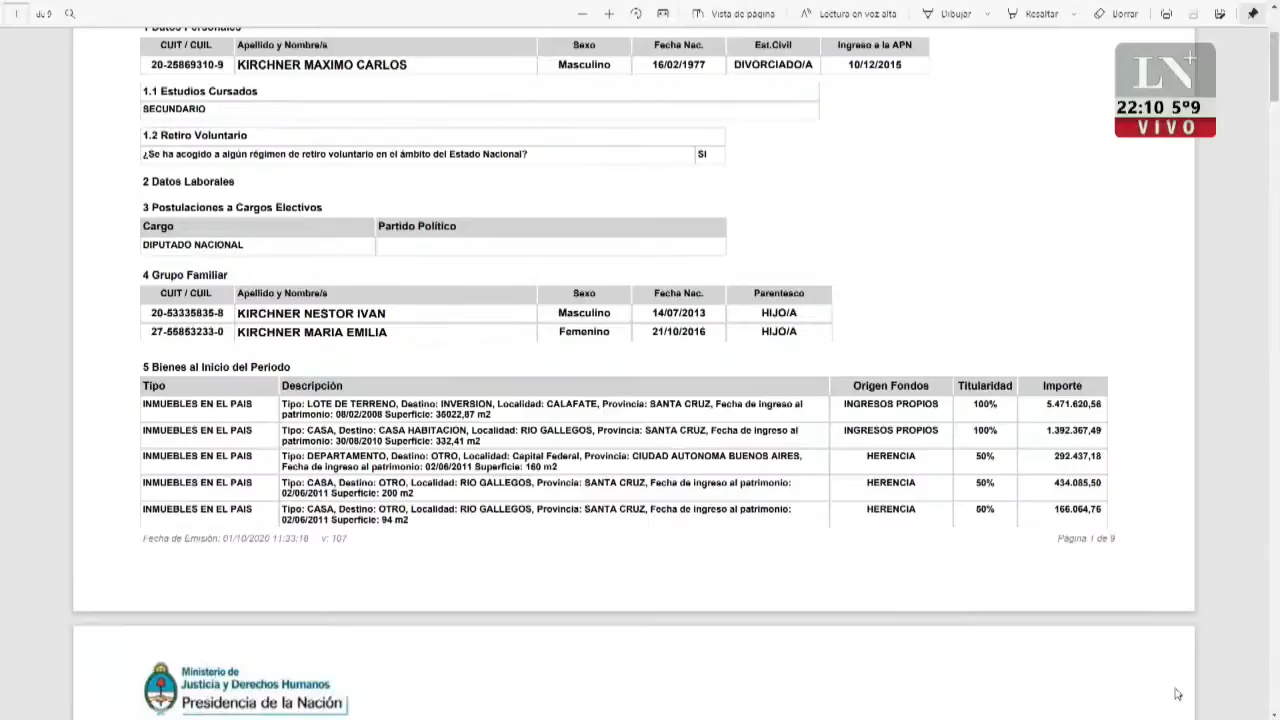 1 de 9
Vista de página
Lectura en voz alta
Dibujar
Resaltar
Borrar
1 Datos Personales
CUIT / CUIL Apellido y Nombre/s Sexo Fecha Nac. Est.Civil Ingreso a la APN
20-25869310-9 KIRCHNER MAXIMO CARLOS Masculino 16/02/1977 DIVORCIADO/A 10/12/2015
LN+
22:10 5º9
VIVO
1.1 Estudios Cursados
SECUNDARIO
1.2 Retiro Voluntario
¿Se ha acogido a algún régimen de retiro voluntario en el ámbito del Estado Nacional? SI
2 Datos Laborales
3 Postulaciones a Cargos Electivos
Cargo Partido Político
DIPUTADO NACIONAL
4 Grupo Familiar
CUIT / CUIL Apellido y Nombre/s Sexo Fecha Nac. Parentesco
20-53335835-8 KIRCHNER NESTOR IVAN Masculino 14/07/2013 HIJO/A
27-55853233-0 KIRCHNER MARIA EMILIA Femenino 21/10/2016 HIJO/A
5 Bienes al Inicio del Periodo
Tipo Descripción Origen Fondos Titularidad Importe
INMUEBLES EN EL PAIS Tipo: LOTE DE TERRENO, Destino: INVERSION, Localidad: CALAFATE, Provincia: SANTA CRUZ, Fecha de ingreso al INGRESOS PROPIOS 100% 5.471.620,56
patrimonio: 08/02/2008 Superficie: 35022,87 m2
INMUEBLES EN EL PAIS Tipo: CASA, Destino: CASA HABITACION, Localidad: RIO GALLEGOS, Provincia: SANTA CRUZ, Fecha de ingreso al INGRESOS PROPIOS 100% 1.392.367,49
patrimonio: 30/08/2010 Superficie: 332,41 m2
INMUEBLES EN EL PAIS Tipo: DEPARTAMENTO, Destino: OTRO, Localidad: Capital Federal, Provincia: CIUDAD AUTONOMA BUENOS AIRES, HERENCIA 50% 292.437,18
Fecha de ingreso al patrimonio: 02/06/2011 Superficie: 160 m2
INMUEBLES EN EL PAIS Tipo: CASA, Destino: OTRO, Localidad: RIO GALLEGOS, Provincia: SANTA CRUZ, Fecha de ingreso al patrimonio: HERENCIA 50% 434.085,50
02/06/2011 Superficie: 200 m2
INMUEBLES EN EL PAIS Tipo: CASA, Destino: OTRO, Localidad: RIO GALLEGOS, Provincia: SANTA CRUZ, Fecha de ingreso al patrimonio: HERENCIA 50% 166.064,76
02/06/2011 Superficie: 94 m2
Fecha de Emisión: 01/10/2020 11:33:18 v: 107 Página 1 de 9
Ministerio de
Justicia y Derechos Humanos
Presidencia de la Nación